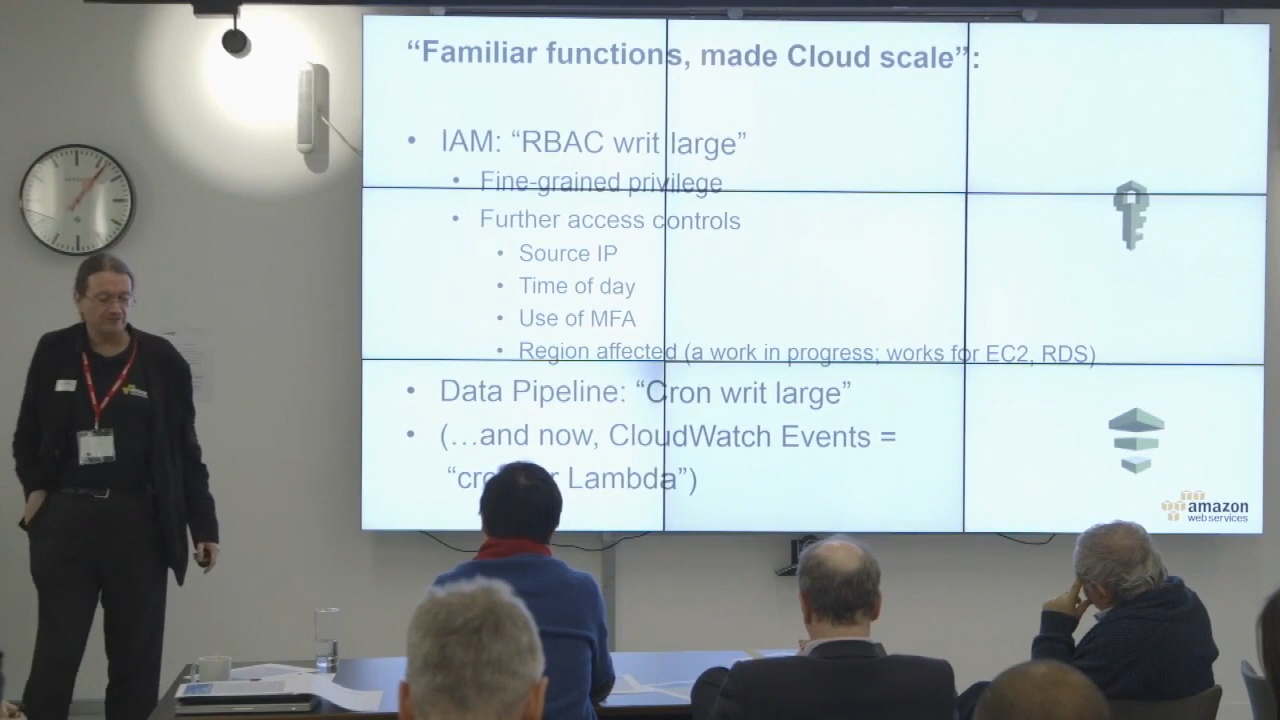 “Familiar functions, made Cloud scale”:
• IAM: “RBAC writ large”
• Fine-grained privilege
• Further access controls
• Source IP
• Time of day
• Use of MFA
• Region affected (a work in progress; works for EC2, RDS)
• Data Pipeline: “Cron writ large”
• (…and now, CloudWatch Events =
Lambda”)
amazon
web services